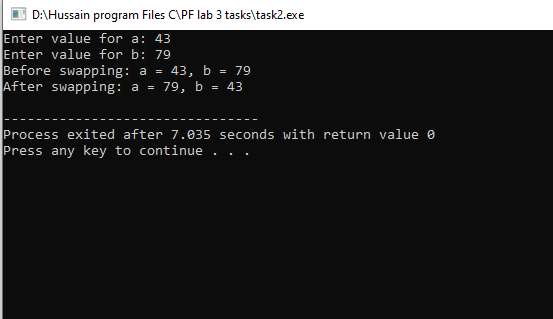 D:\Hussain program Files C\PF lab 3 tasks\task2.exe
Enter value for a: 43
Enter value for b: 79
Before swapping: a = 43, b = 79
After swapping: a = 79, b = 43
--------------------------------
Process exited after 7.035 seconds with return value 0
Press any key to continue . . .